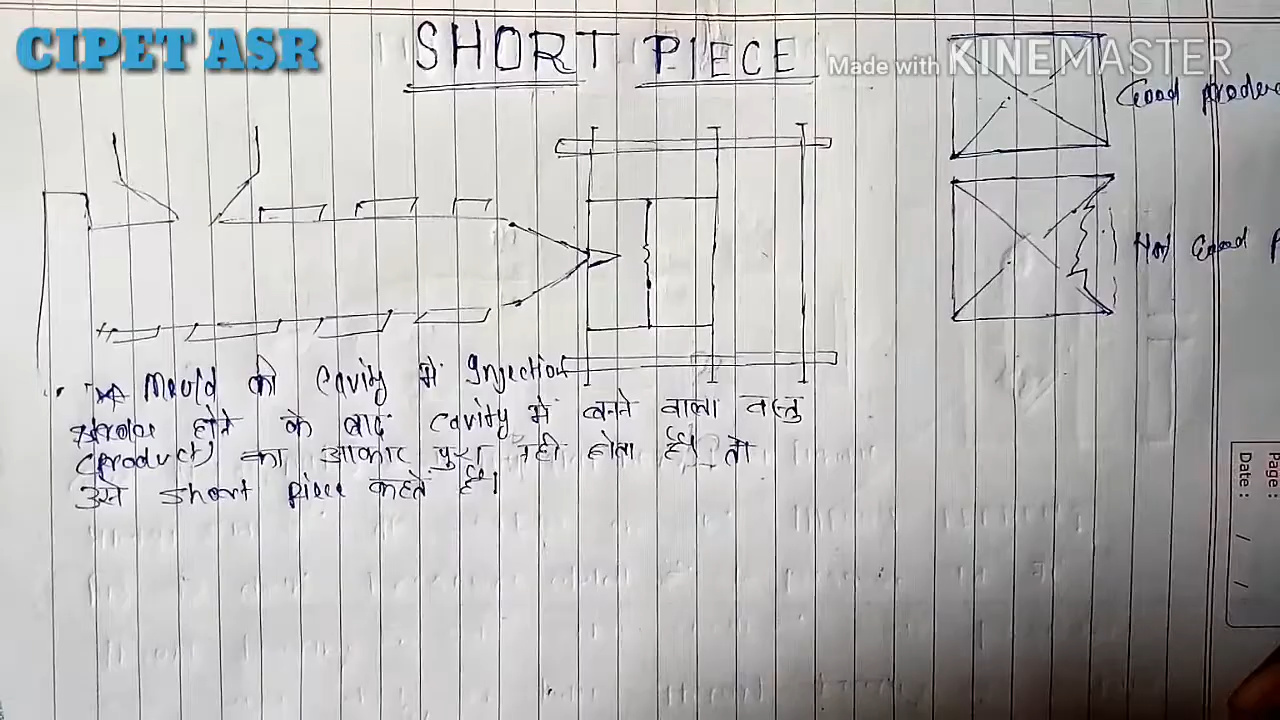 CIPET ASR
SHORT PIECE
Made with KINEMASTER
Good
Not Good
Mould की cavity में Injection
होने के बाद cavity में बनने वाला वस्तु
(product) का आकार पुरा नही होता है। तो
उसे short piece कहते है।
Page :
Date : / /